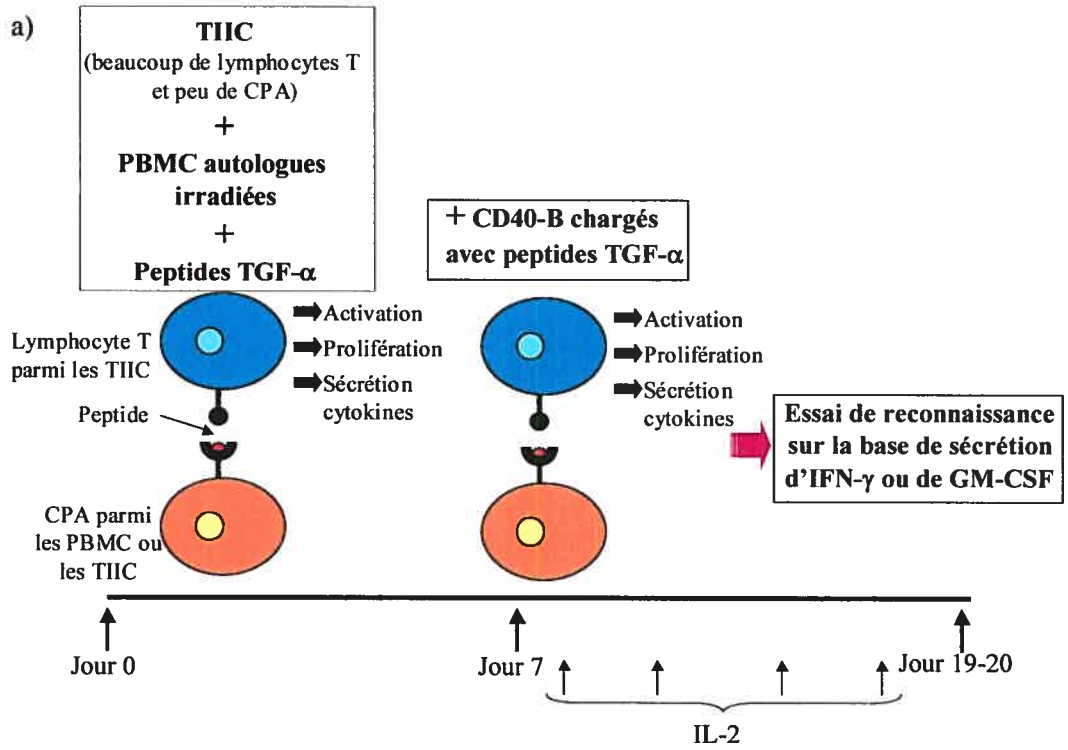 a)
TIIC
(beaucoup de lymphocytes T
et peu de CPA)
+
PBMC autologues
irradiées
+
Peptides TGF-α
+ CD40-B chargés
avec peptides TGF-α
Lymphocyte T
parmi les TIIC
Activation
Prolifération
Sécrétion
cytokines
Peptide
CPA parmi
les PBMC ou
les TIIC
Activation
Prolifération
Sécrétion
cytokines
Essai de reconnaissance
sur la base de sécrétion
d'IFN-γ ou de GM-CSF
Jour 0
Jour 7
Jour 19-20
IL-2